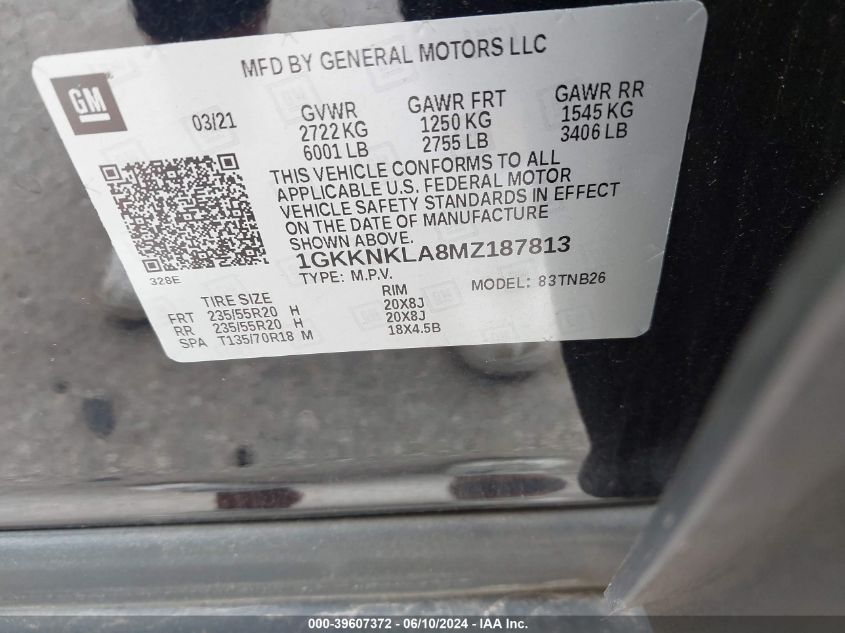 MFD BY GENERAL MOTORS LLC
GM
03/21
GVWR
2722 KG
6001 LB
GAWR FRT
1250 KG
2755 LB
GAWR RR
1545 KG
3406 LB
THIS VEHICLE CONFORMS TO ALL
APPLICABLE U.S. FEDERAL MOTOR
VEHICLE SAFETY STANDARDS IN EFFECT
ON THE DATE OF MANUFACTURE
SHOWN ABOVE.
1GKKNKLA8MZ187813
328E
TYPE: M.P.V.
MODEL: 83TNB26
TIRE SIZE RIM
FRT 235/55R20 H 20X8J
RR 235/55R20 H 20X8J
SPA T135/70R18 M 18X4.5B
000-39607372 - 06/10/2024 - IAA Inc.